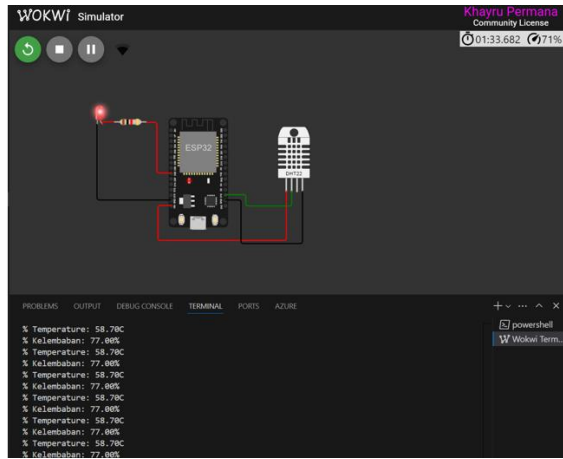 WOKWi Simulator
Khayru Permana
Community License
01:33.682 71%
ESP32
DHT22
PROBLEMS OUTPUT DEBUG CONSOLE TERMINAL PORTS AZURE
powershell
Wokwi Term...
% Temperature: 58.70C
% Kelembaban: 77.00%
% Temperature: 58.70C
% Kelembaban: 77.00%
% Temperature: 58.70C
% Kelembaban: 77.00%
% Temperature: 58.70C
% Kelembaban: 77.00%
% Temperature: 58.70C
% Kelembaban: 77.00%
% Temperature: 58.70C
% Kelembaban: 77.00%